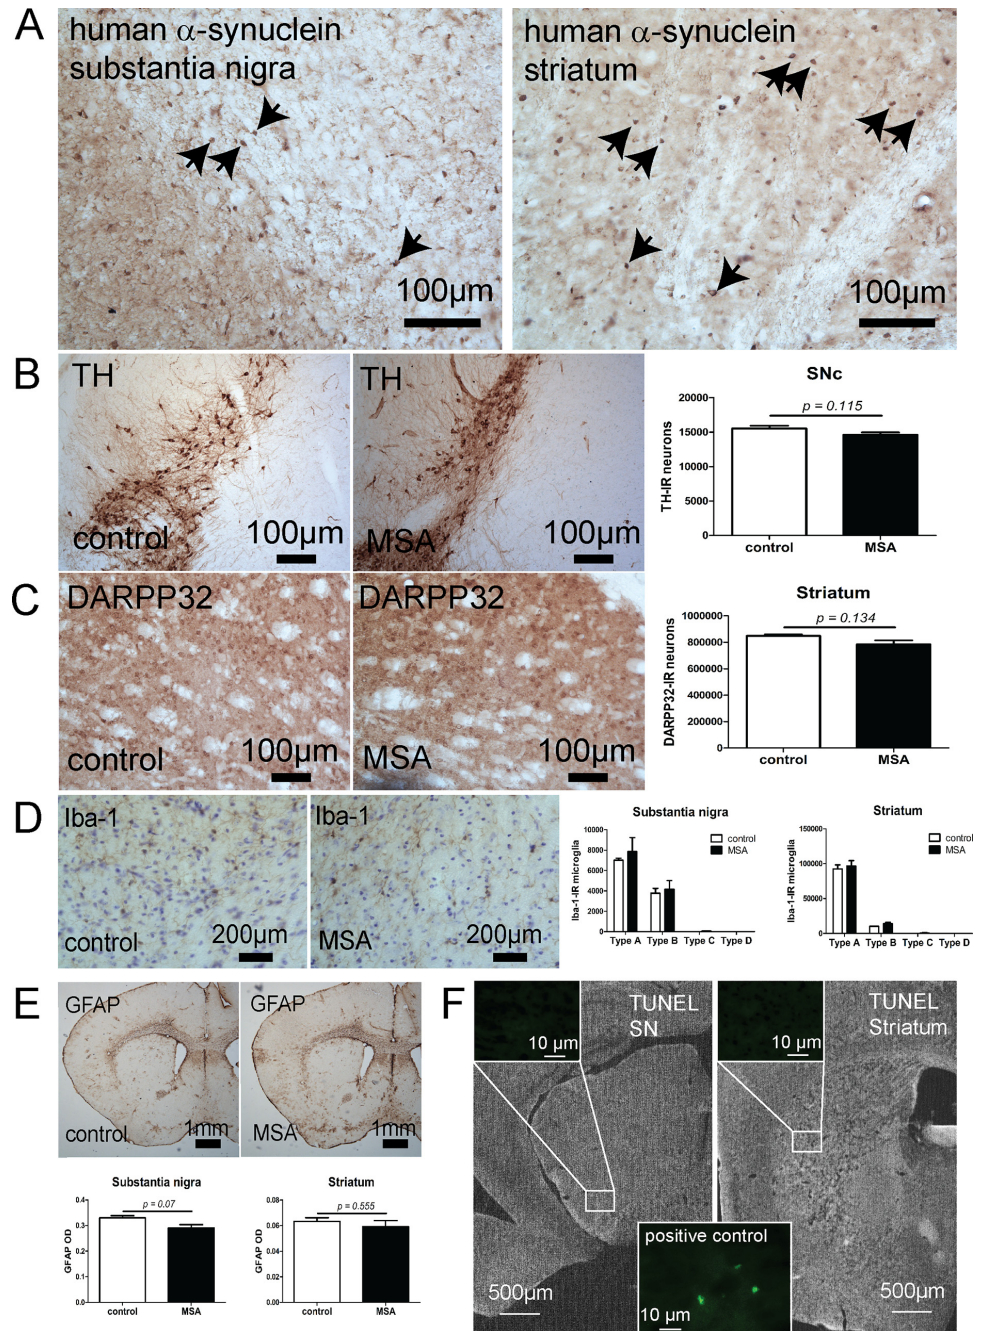 A
human α-synuclein
substantia nigra
100µm
human α-synuclein
striatum
100µm
B
TH
control
100µm
TH
MSA
100µm
SNc
p = 0.115
TH-IR neurons
20000
15000
10000
5000
0
control MSA
C
DARPP32
control
100µm
DARPP32
MSA
100µm
Striatum
p = 0.134
DARPP32-IR neurons
1000000
800000
600000
400000
200000
0
control MSA
D
Iba-1
control
200µm
Iba-1
MSA
200µm
Substantia nigra
control
MSA
Iba-1-IR microglia
10000
8000
6000
4000
2000
0
Type A Type B Type C Type D
Striatum
control
MSA
Iba-1-IR microglia
150000
100000
50000
0
Type A Type B Type C Type D
E
GFAP
control
1mm
GFAP
MSA
1mm
Substantia nigra
p = 0.07
GFAP OD
0.4
0.3
0.2
0.1
0.0
control MSA
Striatum
p = 0.555
GFAP OD
0.08
0.06
0.04
0.02
0.00
control MSA
F
10 µm
TUNEL
SN
500µm
10 µm
TUNEL
Striatum
500µm
positive control
10 µm